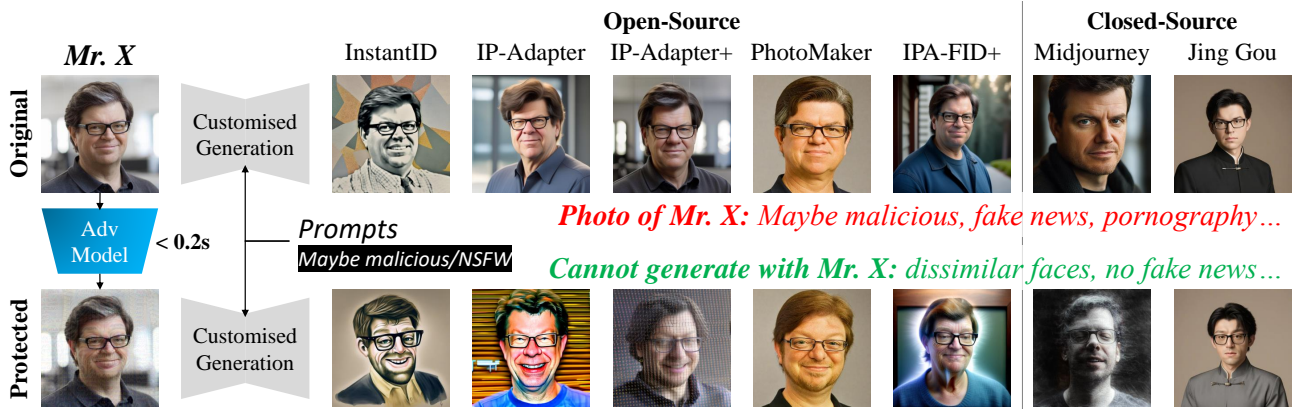 Open-Source
Closed-Source
Mr. X
InstantID
IP-Adapter
IP-Adapter+
PhotoMaker
IPA-FID+
Midjourney
Jing Gou
Original
Customised
Generation
Photo of Mr. X: Maybe malicious, fake news, pornography…
Adv
Model
< 0.2s
Prompts
Maybe malicious/NSFW
Cannot generate with Mr. X: dissimilar faces, no fake news…
Protected
Customised
Generation